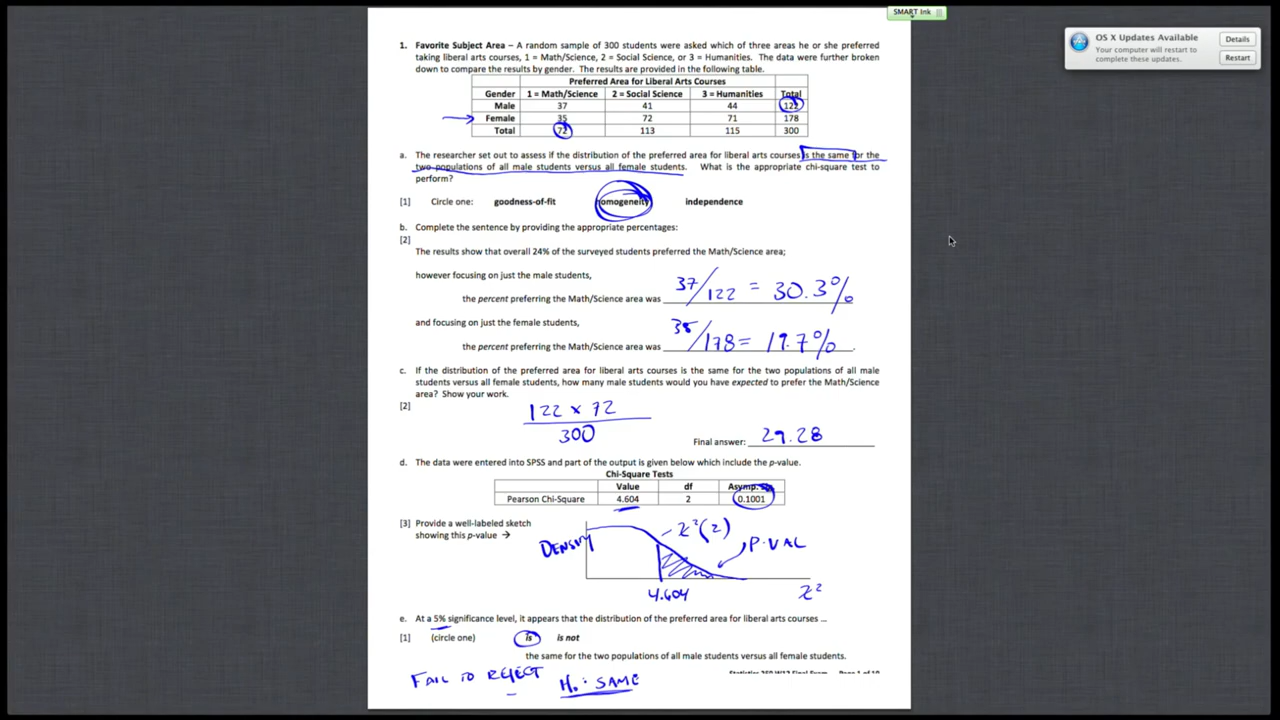 SMART Ink
OS X Updates Available
Your computer will restart to complete these updates.
Details
Restart
1. Favorite Subject Area – A random sample of 300 students were asked which of three areas he or she preferred
taking liberal arts courses, 1 = Math/Science, 2 = Social Science, or 3 = Humanities. The data were further broken
down to compare the results by gender. The results are provided in the following table.
Preferred Area for Liberal Arts Courses
Gender 1 = Math/Science 2 = Social Science 3 = Humanities Total
Male 37 41 44 122
Female 35 72 71 178
Total 72 113 115 300
a. The researcher set out to assess if the distribution of the preferred area for liberal arts courses is the same for the
two populations of all male students versus all female students. What is the appropriate chi-square test to
perform?
[1] Circle one: goodness-of-fit homogeneity independence
b. Complete the sentence by providing the appropriate percentages:
[2]
The results show that overall 24% of the surveyed students preferred the Math/Science area;
however focusing on just the male students,
the percent preferring the Math/Science area was 37/122 = 30.3%
and focusing on just the female students,
the percent preferring the Math/Science area was 35/178 = 19.7%.
c. If the distribution of the preferred area for liberal arts courses is the same for the two populations of all male
students versus all female students, how many male students would you have expected to prefer the Math/Science
area? Show your work.
[2]
122 x 72
300
Final answer: 29.28
d. The data were entered into SPSS and part of the output is given below which include the p-value.
Chi-Square Tests
Value df Asymp.
Pearson Chi-Square 4.604 2 0.1001
[3] Provide a well-labeled sketch
showing this p-value →
DENSITY
χ²(2)
P-VAL
4.604
χ²
e. At a 5% significance level, it appears that the distribution of the preferred area for liberal arts courses ...
[1] (circle one) is is not
the same for the two populations of all male students versus all female students.
FAIL TO REJECT H₀: SAME